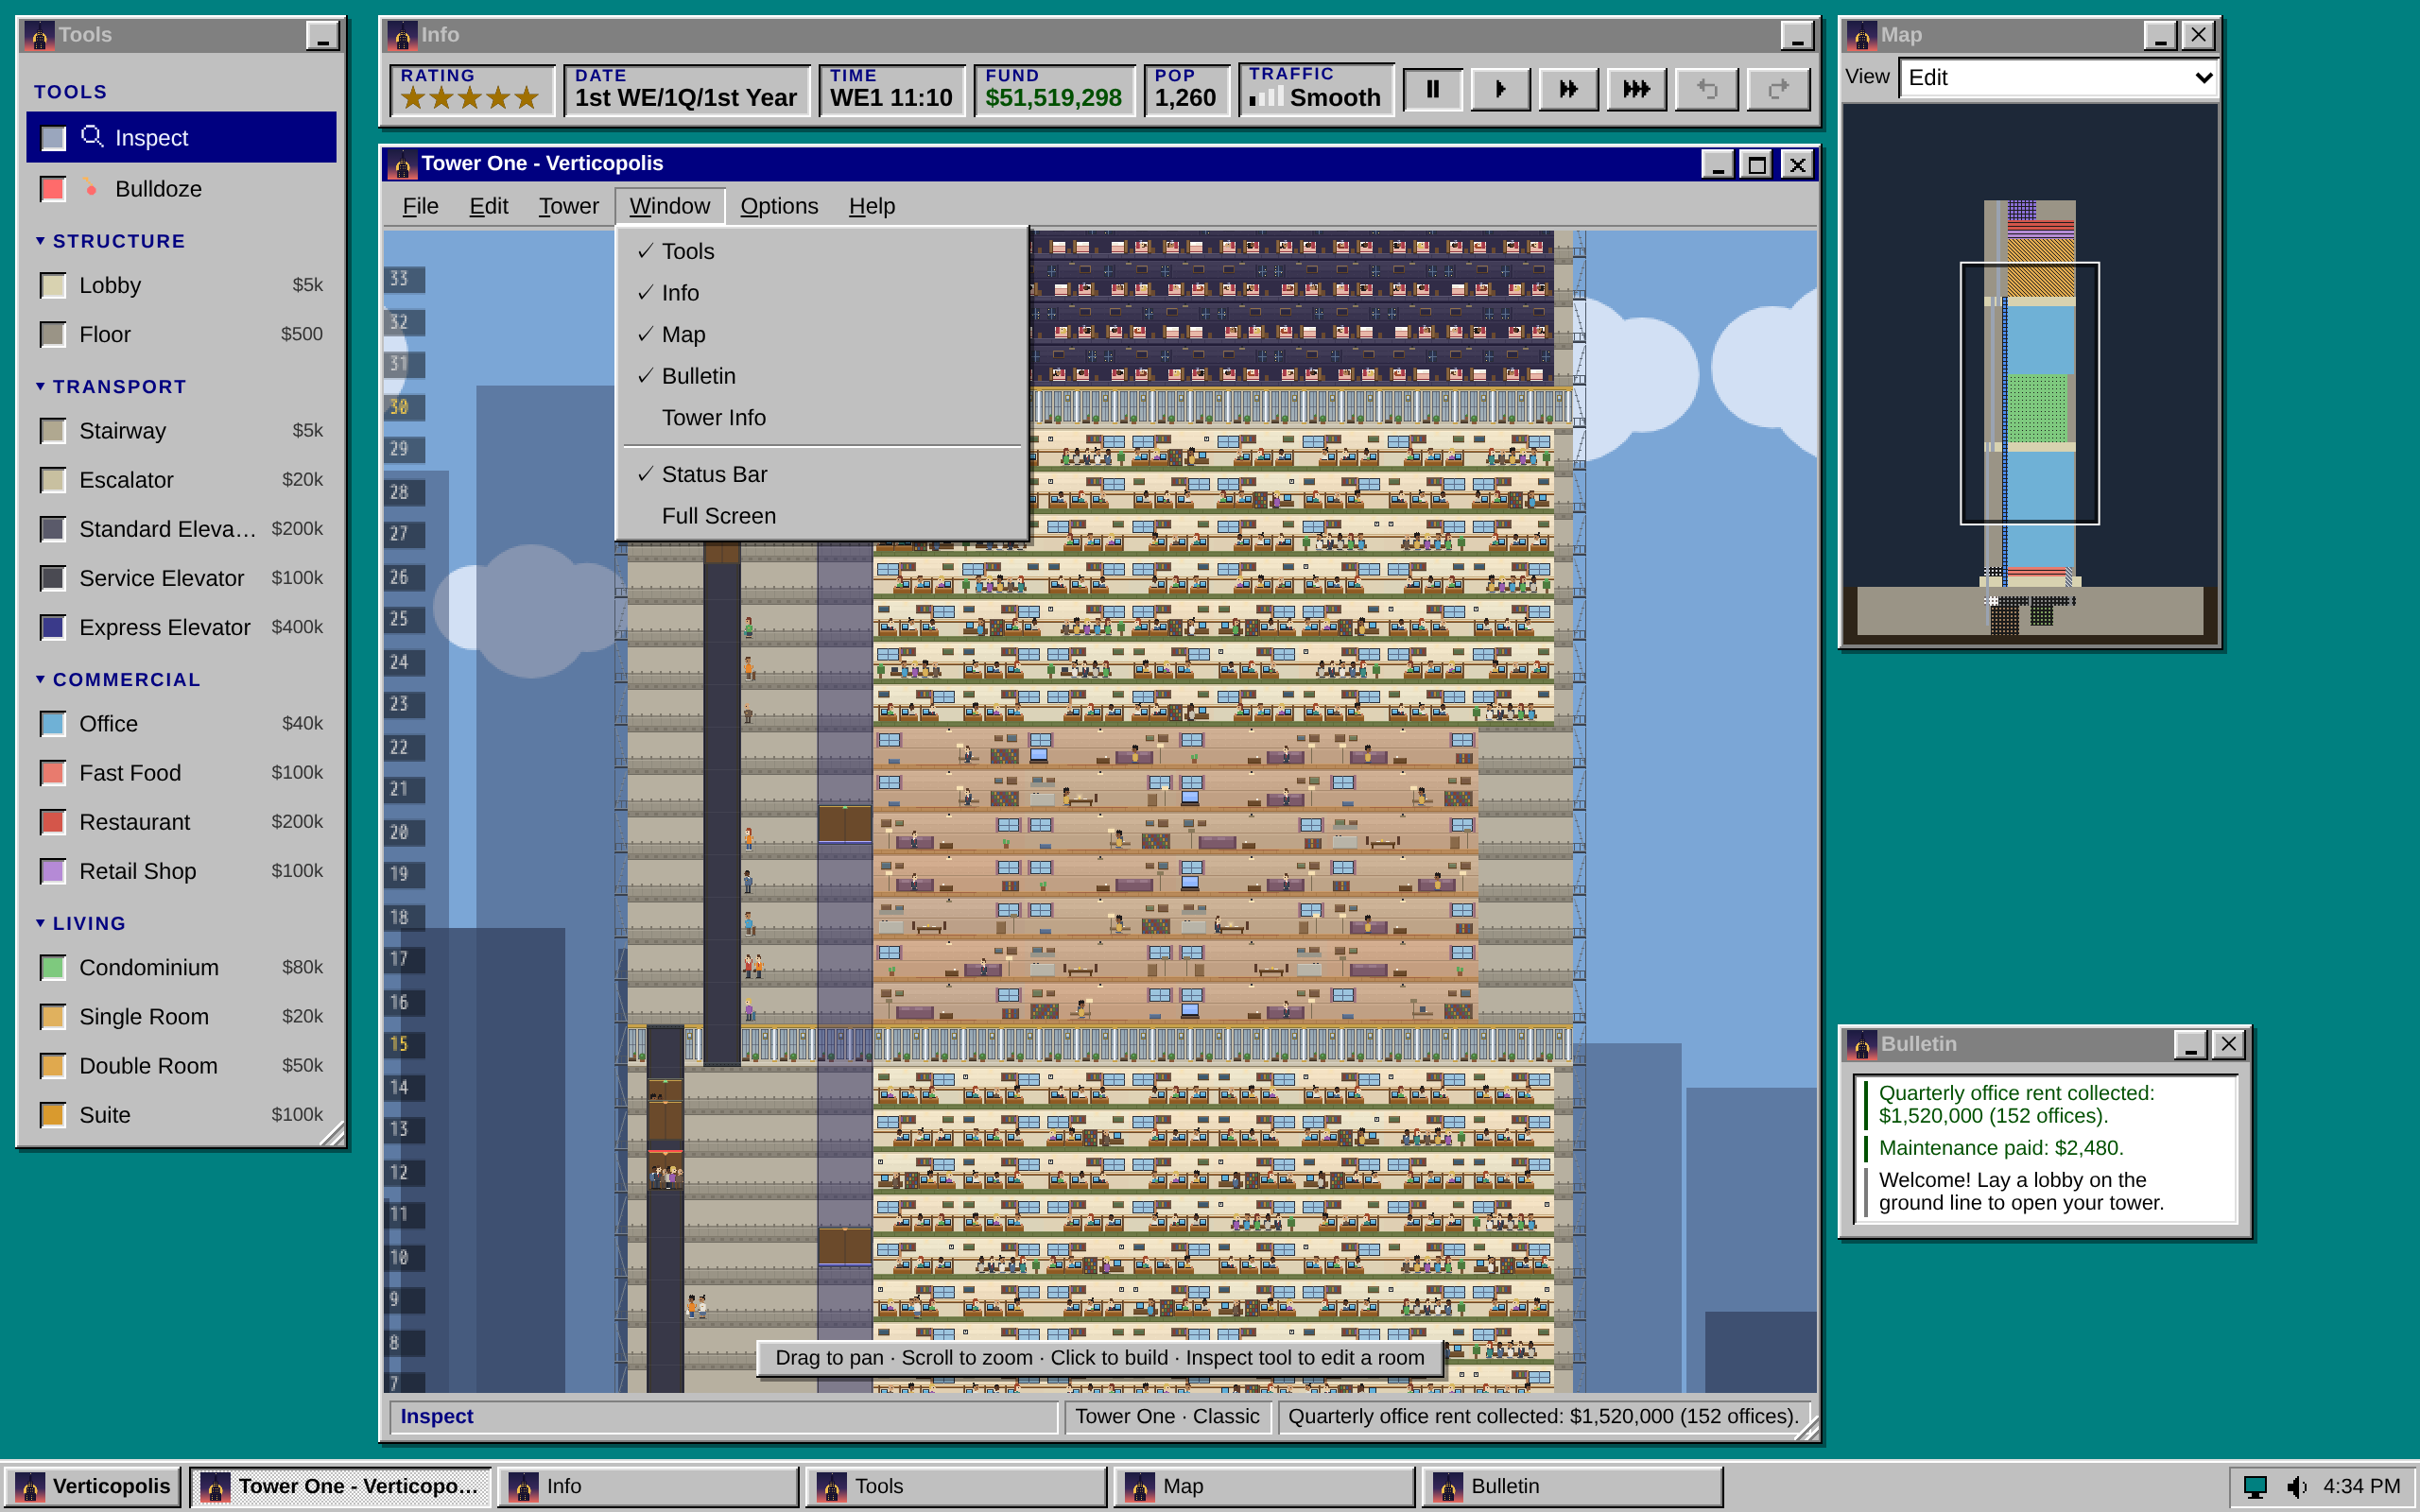 Tools
TOOLS
Inspect
Bulldoze
STRUCTURE
Lobby $5k
Floor $500
TRANSPORT
Stairway $5k
Escalator $20k
Standard Eleva… $200k
Service Elevator $100k
Express Elevator $400k
COMMERCIAL
Office $40k
Fast Food $100k
Restaurant $200k
Retail Shop $100k
LIVING
Condominium $80k
Single Room $20k
Double Room $50k
Suite $100k
Info
RATING
DATE
1st WE/1Q/1st Year
TIME
WE1 11:10
FUND
$51,519,298
POP
1,260
TRAFFIC
Smooth
Tower One - Verticopolis
File Edit Tower Window Options Help
Tools
Info
Map
Bulletin
Tower Info
Status Bar
Full Screen
33
32
31
30
29
28
27
26
25
24
23
22
21
20
19
18
17
16
15
14
13
12
11
10
9
8
7
Drag to pan · Scroll to zoom · Click to build · Inspect tool to edit a room
Inspect
Tower One · Classic
Quarterly office rent collected: $1,520,000 (152 offices).
Map
View Edit
Bulletin
Quarterly office rent collected:
$1,520,000 (152 offices).
Maintenance paid: $2,480.
Welcome! Lay a lobby on the
ground line to open your tower.
Verticopolis
Tower One - Verticopo…
Info
Tools
Map
Bulletin
4:34 PM